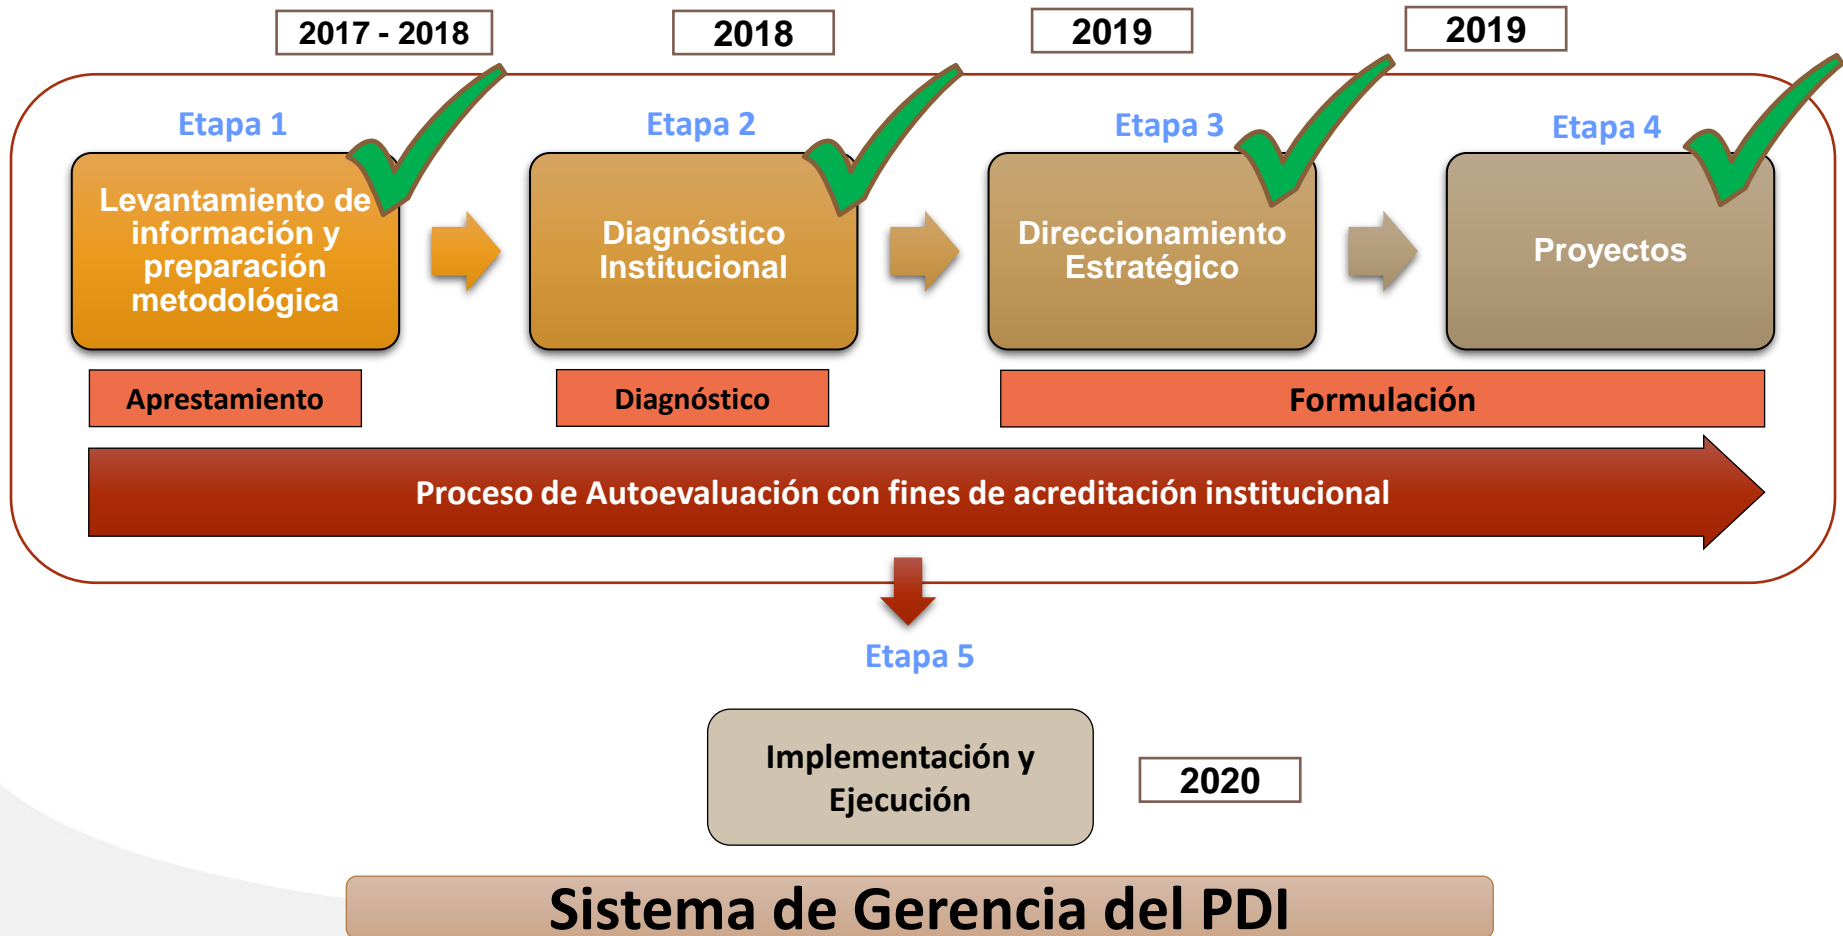 2017 - 2018
2018
2019
2019
Etapa 1
Etapa 2
Etapa 3
Etapa 4
Levantamiento de
información y
preparación
metodológica
Diagnóstico
Institucional
Direccionamiento
Estratégico
Proyectos
Aprestamiento
Diagnóstico
Formulación
Proceso de Autoevaluación con fines de acreditación institucional
Etapa 5
Implementación y
Ejecución
2020
Sistema de Gerencia del PDI